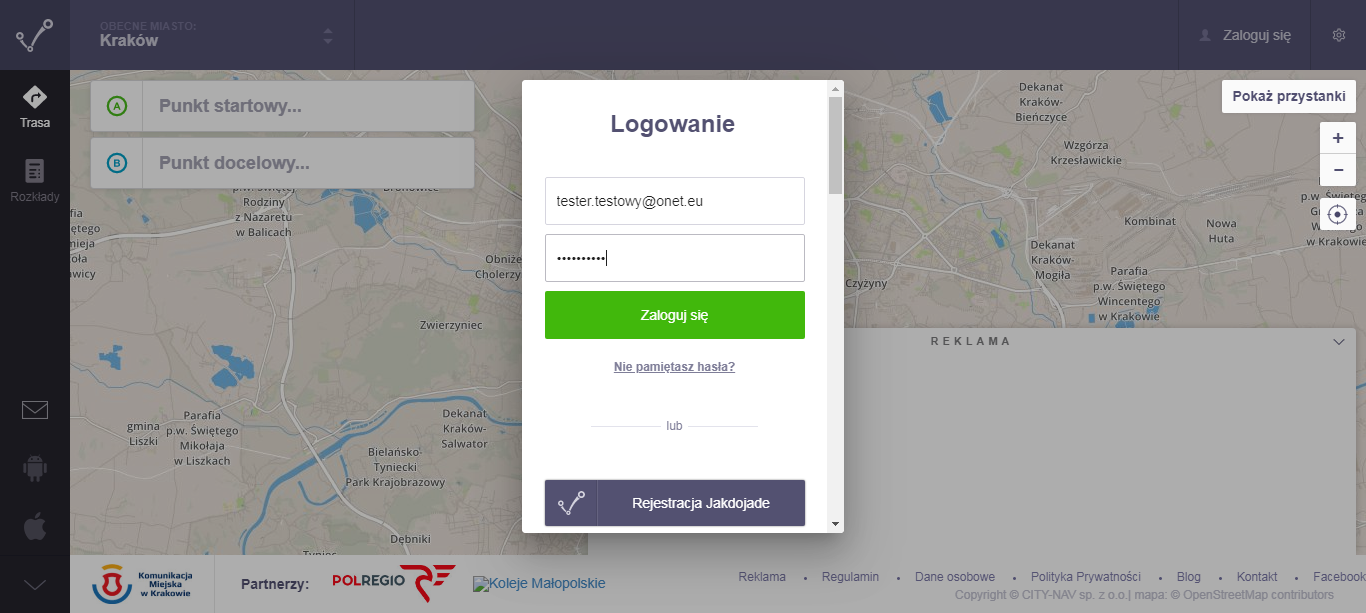 OBECNE MIASTO:
Kraków
Zaloguj się
Trasa
Rozkłady
A
Punkt startowy...
B
Punkt docelowy...
Pokaż przystanki
+
−
Logowanie
tester.testowy@onet.eu
••••••••••
Zaloguj się
Nie pamiętasz hasła?
lub
Rejestracja Jakdojade
REKLAMA
Rodziny
z Nazaretu
w Balicach
Zwierzyniec
gmina
Liszki
Parafia
p.w. Świętego
Mikołaja
w Liszkach
Dekanat
Kraków-
Salwator
Bielańsko-
Tyniecki
Park Krajobrazowy
Dębniki
Tyniec
Dekanat
Kraków-
Bieńczyce
Wzgórza
Krzesławickie
Kombinat
Nowa
Huta
Dekanat
Kraków-
Mogiła
Czyżyny
Parafia
p.w. Świętego
Wincentego
w Krakowie
Komunikacja
Miejska
w Krakowie
Partnerzy:
POLREGIO
Koleje Małopolskie
Reklama • Regulamin • Dane osobowe • Polityka Prywatności • Blog • Kontakt • Facebook
Copyright © CITY-NAV sp. z o.o.| mapa: © OpenStreetMap contributors